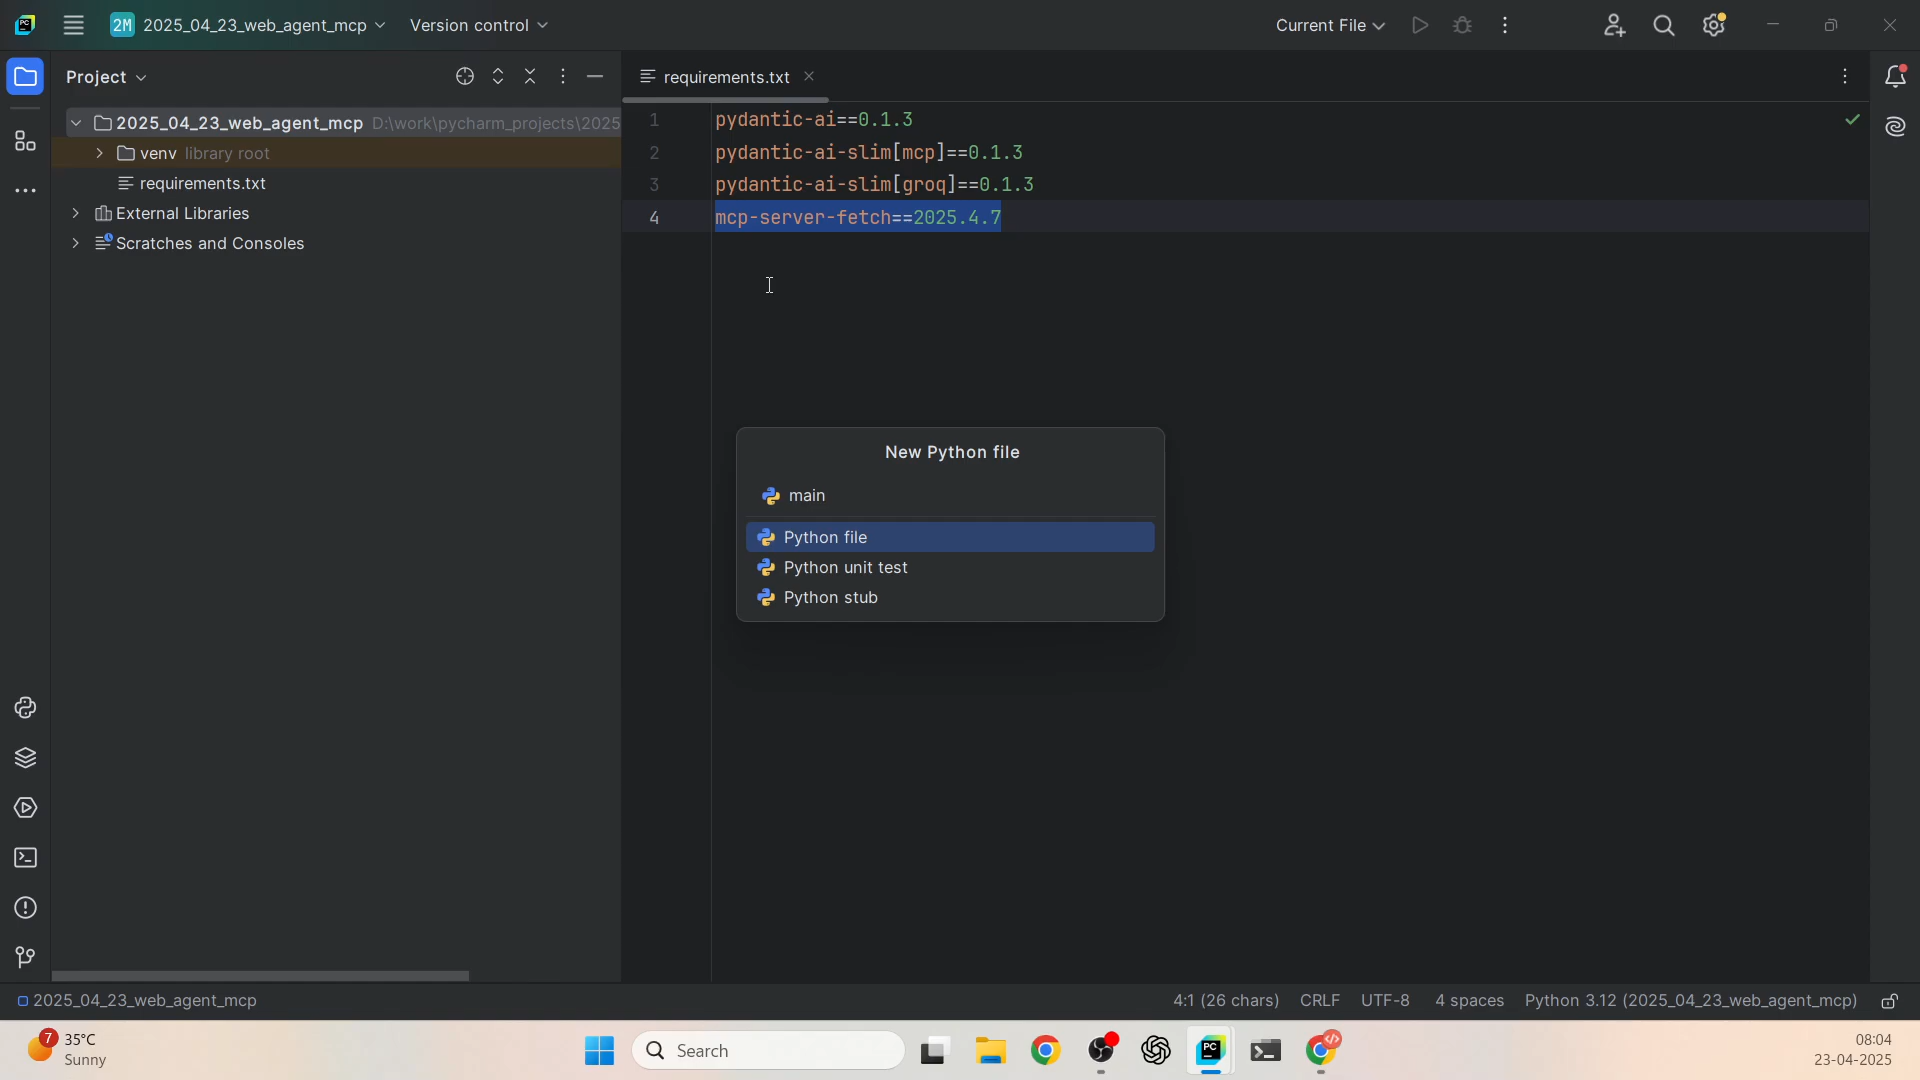 PC
2M 2025_04_23_web_agent_mcp
Version control
Current File
Project
requirements.txt
2025_04_23_web_agent_mcp D:\work\pycharm_projects\2025
venv library root
requirements.txt
External Libraries
Scratches and Consoles
1 pydantic-ai==0.1.3
2 pydantic-ai-slim[mcp]==0.1.3
3 pydantic-ai-slim[groq]==0.1.3
4 mcp-server-fetch==2025.4.7
New Python file
main
Python file
Python unit test
Python stub
2025_04_23_web_agent_mcp
4:1 (26 chars) CRLF UTF-8 4 spaces Python 3.12 (2025_04_23_web_agent_mcp)
7
35°C
Sunny
Search
PC
08:04
23-04-2025